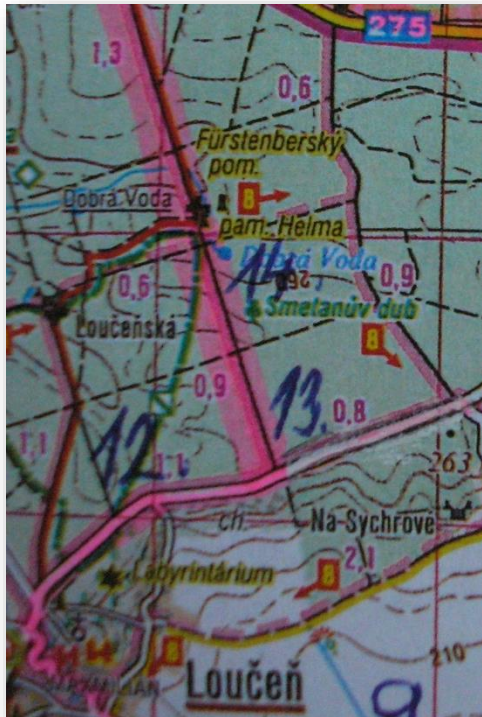 275
1,3
0,6
Fürstenberský
pom.
Dobrá Voda
8
pam. Helma
Dobrá Voda
14.
260
0,6
0,9
Smetanův dub
Loučeňská
8
0,9
13.
0,8
12.
1,1
1,1
263
ch.
Na Sychrově
2,1
Labyrintárium
8
8
MAXMILIÁN
Loučeň
210
9